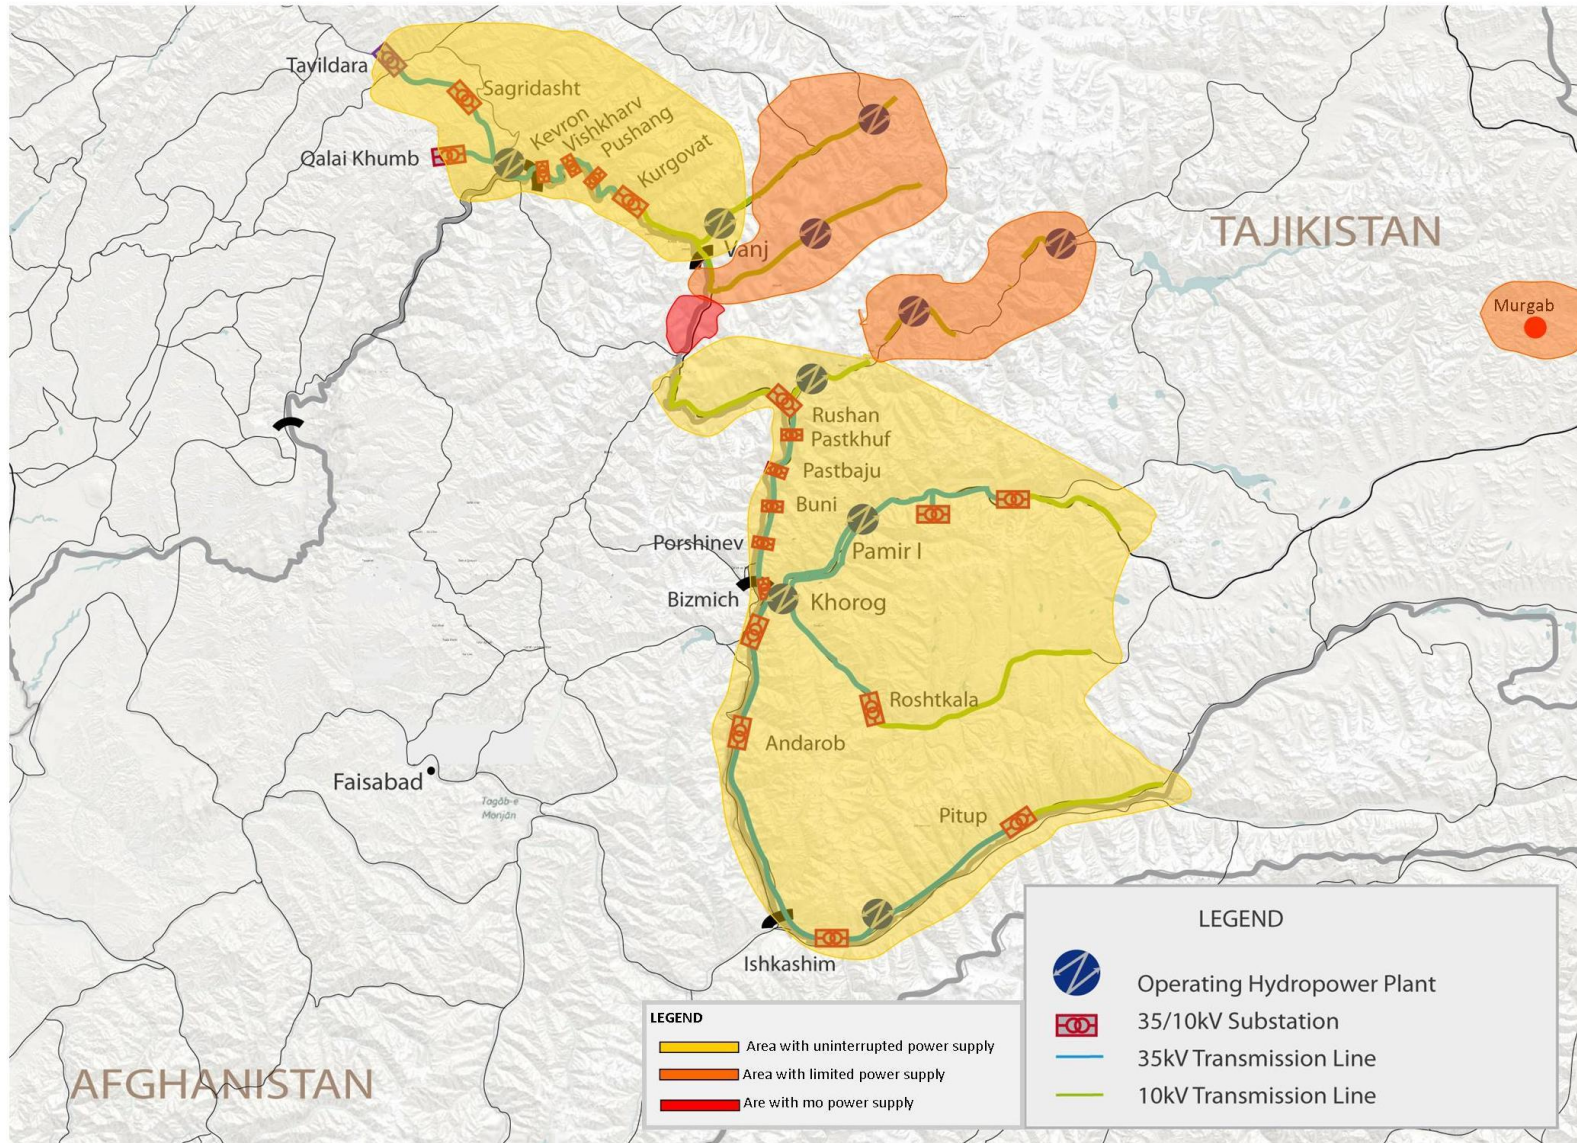 Tavildara
Sagridasht
Kevron
Vishkharv
Pushang
Qalai Khumb
Kurgovat
Vanj
TAJIKISTAN
Murgab
Rushan
Pastkhuf
Pastbaju
Buni
Porshinev
Pamir I
Bizmich
Khorog
Roshtkala
Andarob
Faisabad
Tagāb-e
Monjān
Pitup
Ishkashim
AFGHANISTAN
LEGEND
Area with uninterrupted power supply
Area with limited power supply
Are with mo power supply
LEGEND
Operating Hydropower Plant
35/10kV Substation
35kV Transmission Line
10kV Transmission Line